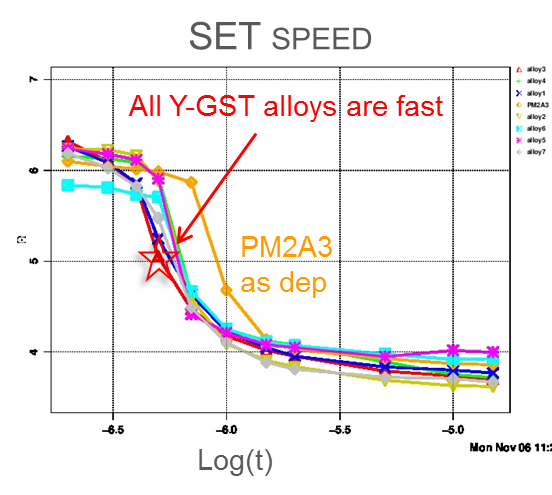 SET SPEED
7
6
5
4
R
All Y-GST alloys are fast
PM2A3
as dep
alloy3
alloy4
alloy1
PM2A3
alloy2
alloy6
alloy5
alloy7
-6.5
-6.0
-5.5
-5.0
Log(t)
Mon Nov 06 11:2